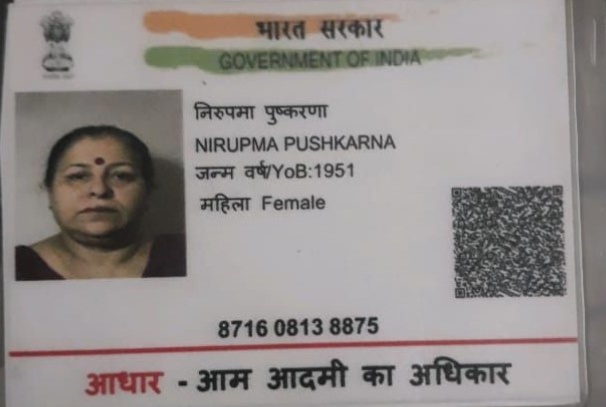 भारत सरकार
GOVERNMENT OF INDIA
निरुपमा पुष्करणा
NIRUPMA PUSHKARNA
जन्म वर्ष/YoB:1951
महिला Female
8716 0813 8875
आधार - आम आदमी का अधिकार